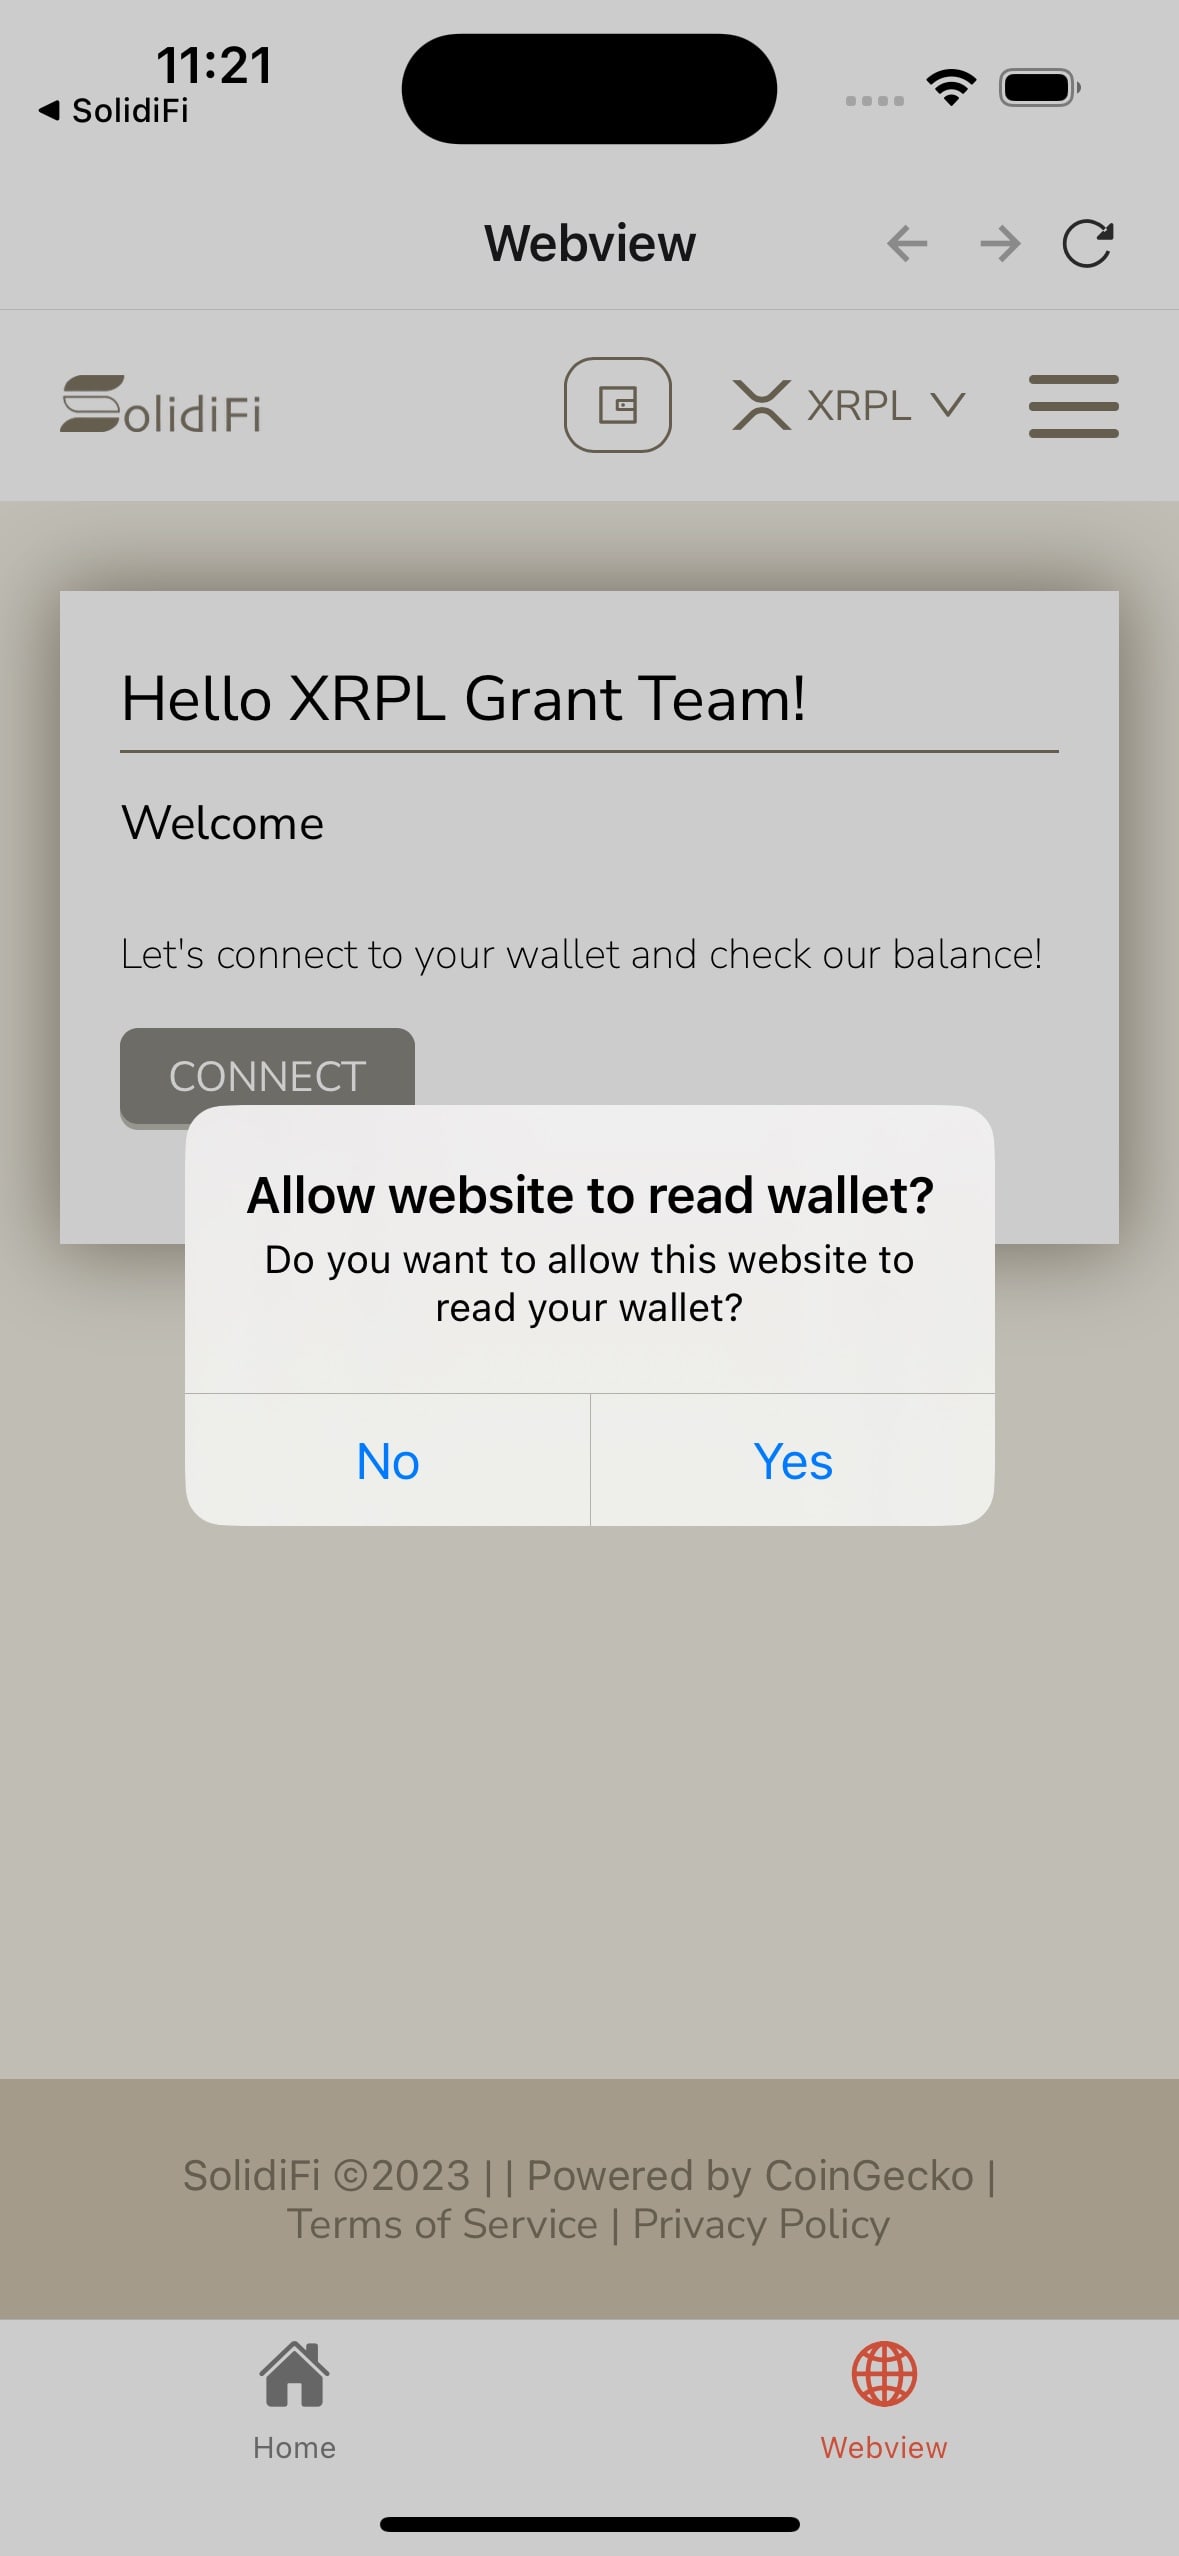 11:21
◀ SolidiFi
Webview
SolidiFi
XRPL
Hello XRPL Grant Team!
Welcome
Let's connect to your wallet and check our balance!
CONNECT
Allow website to read wallet?
Do you want to allow this website to
read your wallet?
No
Yes
SolidiFi ©2023 | | Powered by CoinGecko |
Terms of Service | Privacy Policy
Home
Webview